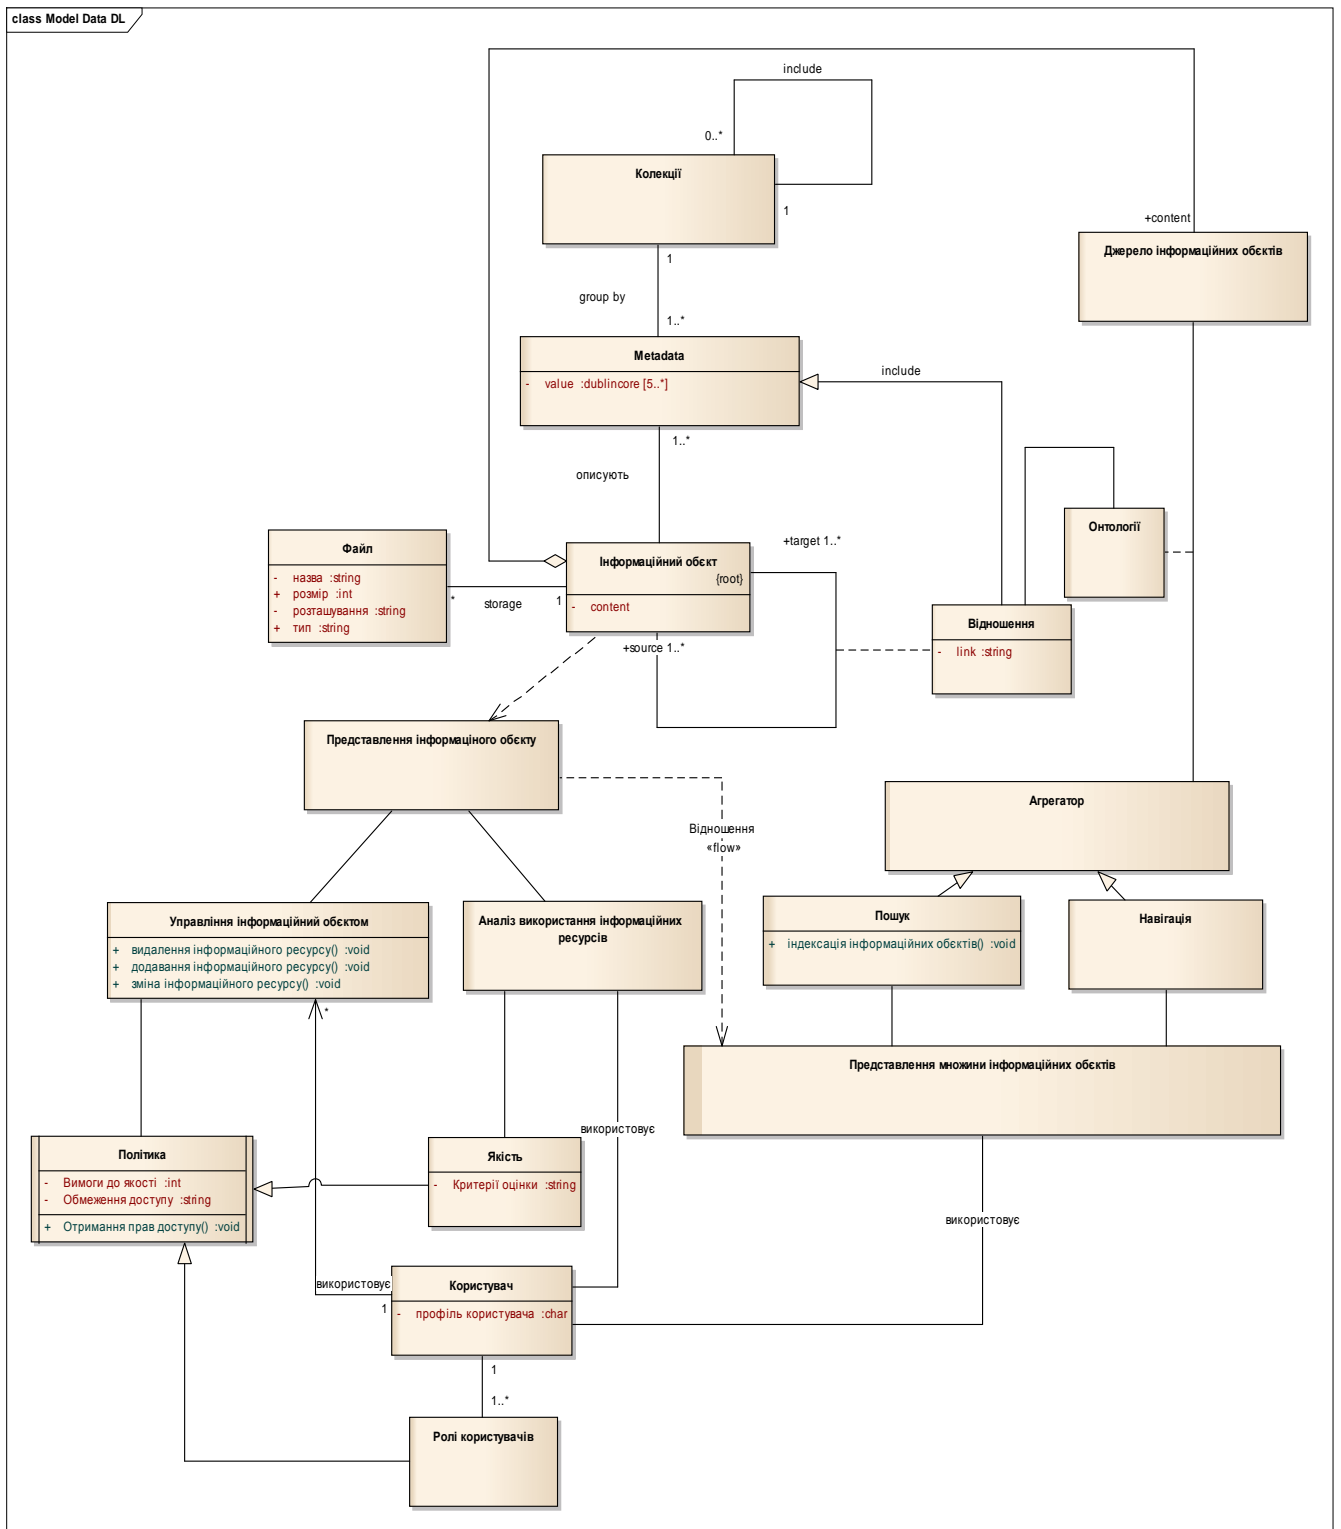 class Model Data DL
include
0..*
Колекції
1
+content
Джерело інформаційних обєктів
1
group by
1..*
Metadata
- value :dublincore [5..*]
include
1..*
описують
Онтології
+target 1..*
Файл
- назва :string
+ розмір :int
- розташування :string
+ тип :string
*
storage
1
Інформаційний обєкт
{root}
- content
+source 1..*
Відношення
- link :string
Представлення інформаціного обєкту
Відношення
«flow»
Агрегатор
Управління інформаційний обєктом
+ видалення інформаційного ресурсу() :void
+ додавання інформаційного ресурсу() :void
+ зміна інформаційного ресурсу() :void
*
Аналіз використання інформаційних
ресурсів
Пошук
+ індексація інформаційних обєктів() :void
Навігація
Представлення множини інформаційних обєктів
використовує
Політика
- Вимоги до якості :int
- Обмеження доступу :string
+ Отримання прав доступу() :void
Якість
- Критерії оцінки :string
використовує
використовує
1
Користувач
- профіль користувача :char
1
1..*
Ролі користувачів